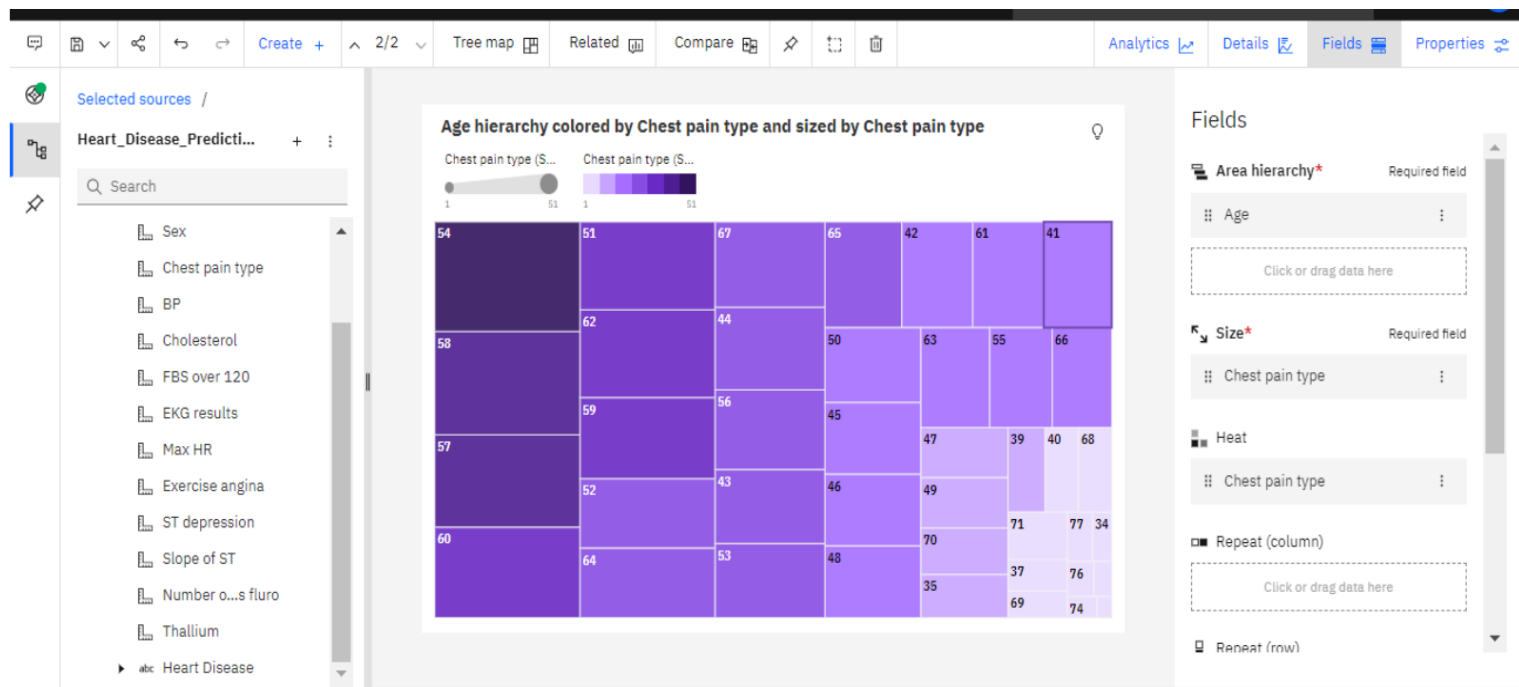 Create + 2/2 Tree map Related Compare Analytics Details Fields Properties
Selected sources /
Heart_Disease_Predicti... +
Search
Sex
Chest pain type
BP
Cholesterol
FBS over 120
EKG results
Max HR
Exercise angina
ST depression
Slope of ST
Number o...s fluro
Thallium
abc Heart Disease
Age hierarchy colored by Chest pain type and sized by Chest pain type
Chest pain type (S... Chest pain type (S...
1 51 1 51
54 51 67 65 42 61 41
62 44
58 50 63 55 66
59 56 45
57 47 39 40 68
52 43 46 49
71 77 34
60 70
64 53 48 37 76
35
69 74
Fields
Area hierarchy* Required field
Age
Click or drag data here
Size* Required field
Chest pain type
Heat
Chest pain type
Repeat (column)
Click or drag data here
Repeat (row)